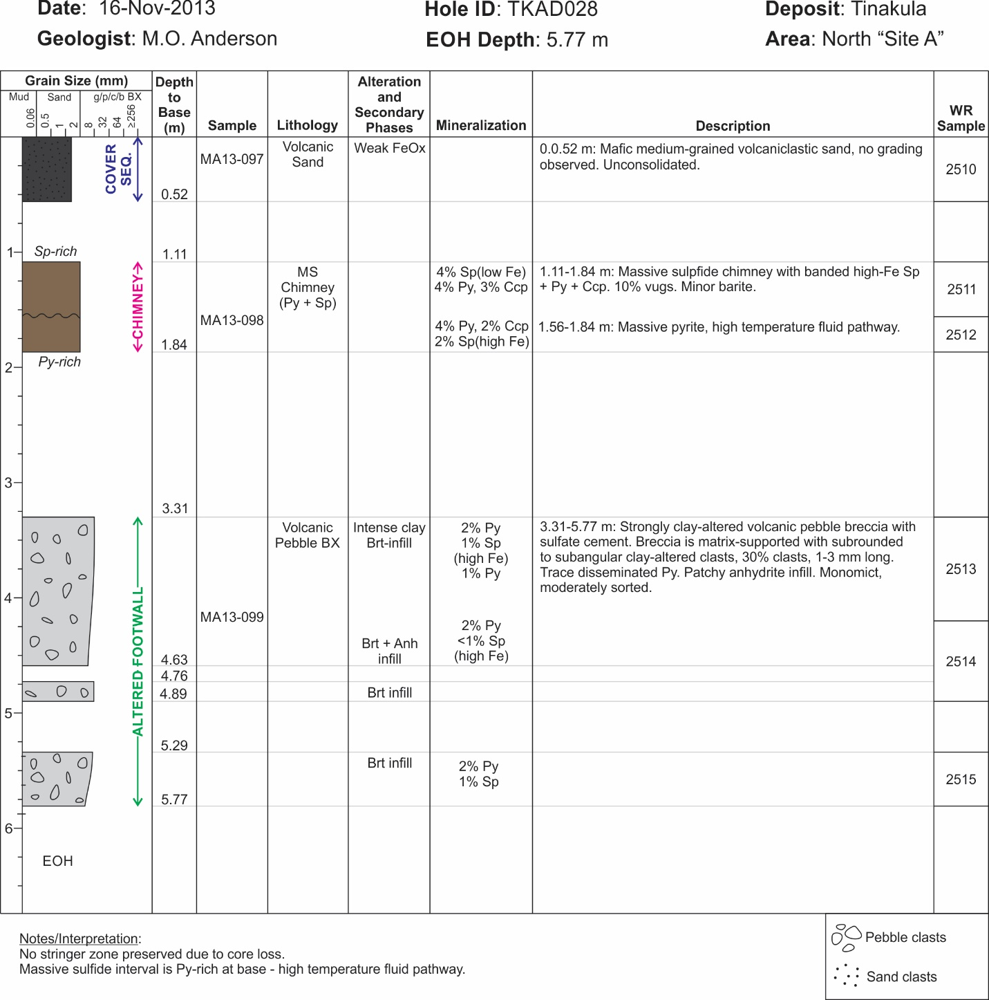 Date: 16-Nov-2013
Hole ID: TKAD028
Deposit: Tinakula
Geologist: M.O. Anderson
EOH Depth: 5.77 m
Area: North “Site A”
Grain Size (mm)
Mud
Sand
g/p/c/b BX
0.06
0.5
1
2
8
32
64
≥256
Depth
to
Base
(m)
Sample
Lithology
Alteration
and
Secondary
Phases
Mineralization
Description
WR
Sample
COVER
SEQ.
0.52
MA13-097
Volcanic
Sand
Weak FeOx
0.0.52 m: Mafic medium-grained volcaniclastic sand, no grading
observed. Unconsolidated.
2510
1
Sp-rich
1.11
CHIMNEY
MS
Chimney
(Py + Sp)
4% Sp(low Fe)
4% Py, 3% Ccp
1.11-1.84 m: Massive sulpfide chimney with banded high-Fe Sp
+ Py + Ccp. 10% vugs. Minor barite.
2511
MA13-098
4% Py, 2% Ccp
2% Sp(high Fe)
1.56-1.84 m: Massive pyrite, high temperature fluid pathway.
2512
1.84
Py-rich
2
3
3.31
ALTERED FOOTWALL
Volcanic
Pebble BX
Intense clay
Brt-infill
2% Py
1% Sp
(high Fe)
1% Py
3.31-5.77 m: Strongly clay-altered volcanic pebble breccia with
sulfate cement. Breccia is matrix-supported with subrounded
to subangular clay-altered clasts, 30% clasts, 1-3 mm long.
Trace disseminated Py. Patchy anhydrite infill. Monomict,
moderately sorted.
2513
4
MA13-099
Brt + Anh
infill
2% Py
<1% Sp
(high Fe)
2514
4.63
4.76
4.89
Brt infill
5
5.29
Brt infill
2% Py
1% Sp
2515
5.77
6
EOH
Notes/Interpretation:
No stringer zone preserved due to core loss.
Massive sulfide interval is Py-rich at base - high temperature fluid pathway.
Pebble clasts
Sand clasts